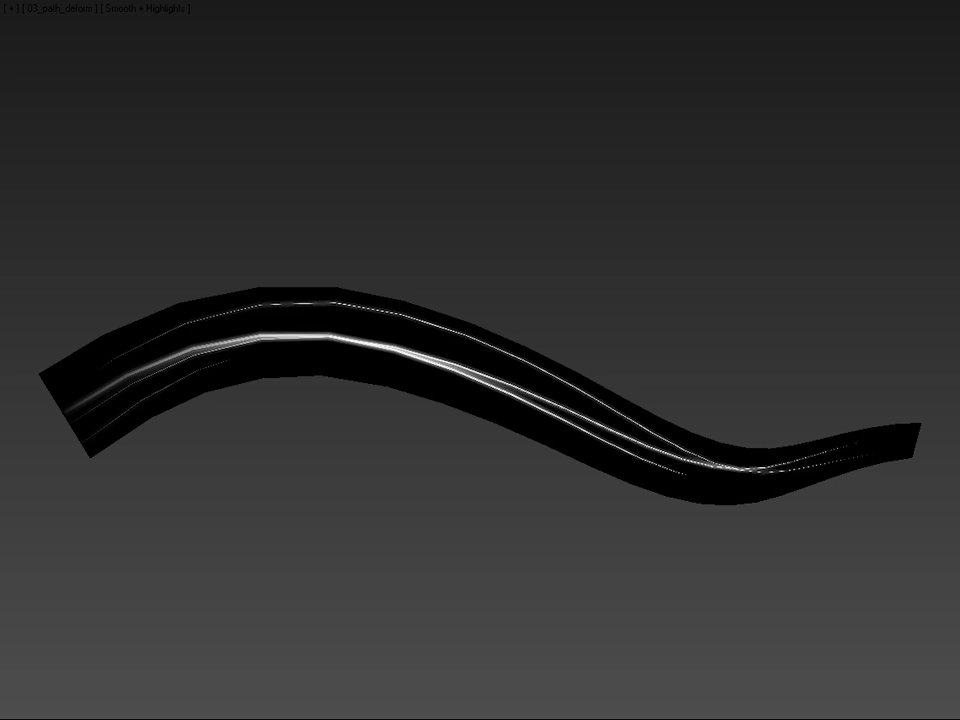 [ + ] [ 03_path_deform ] [ Smooth + Highlights ]